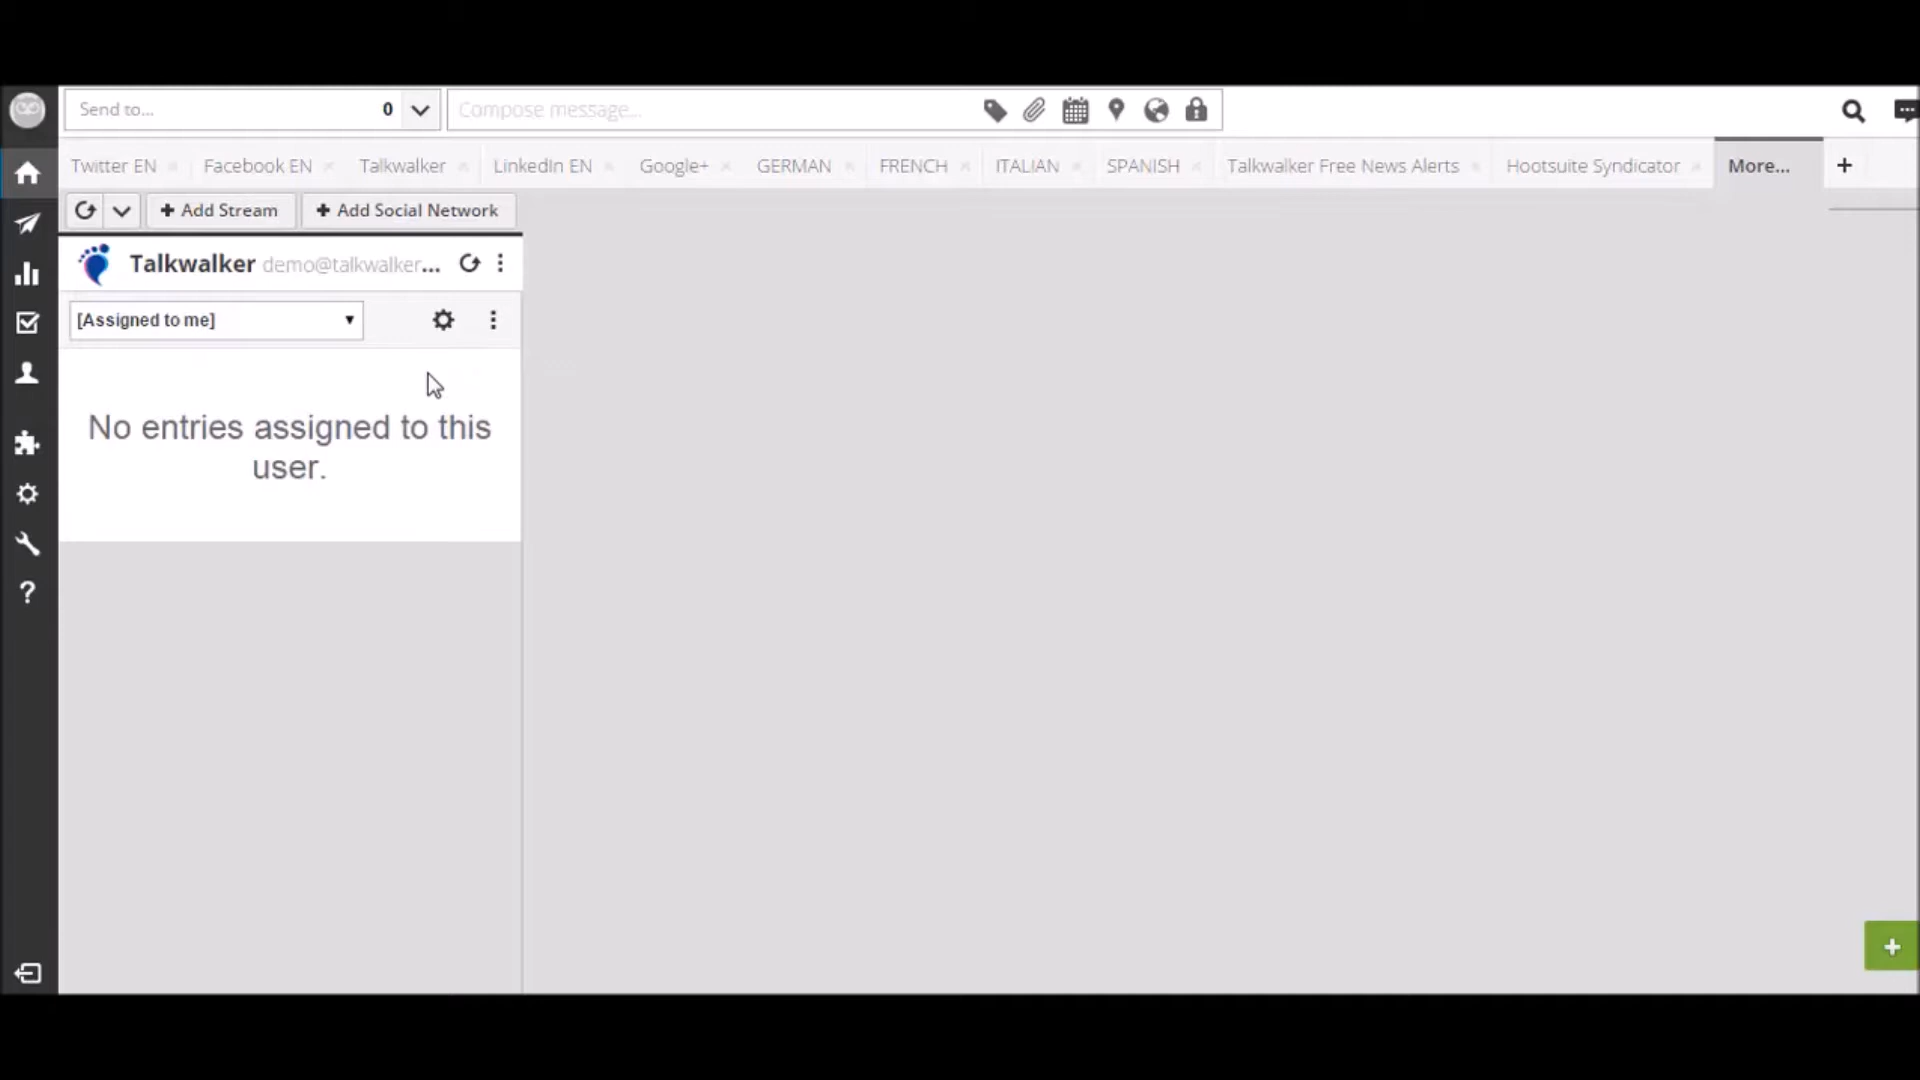 Send to... 0 Compose message...
Twitter EN Facebook EN Talkwalker LinkedIn EN Google+ GERMAN FRENCH ITALIAN SPANISH Talkwalker Free News Alerts Hootsuite Syndicator More... +
+ Add Stream + Add Social Network
Talkwalker demo@talkwalker...
[Assigned to me]
No entries assigned to this
user.
?
+